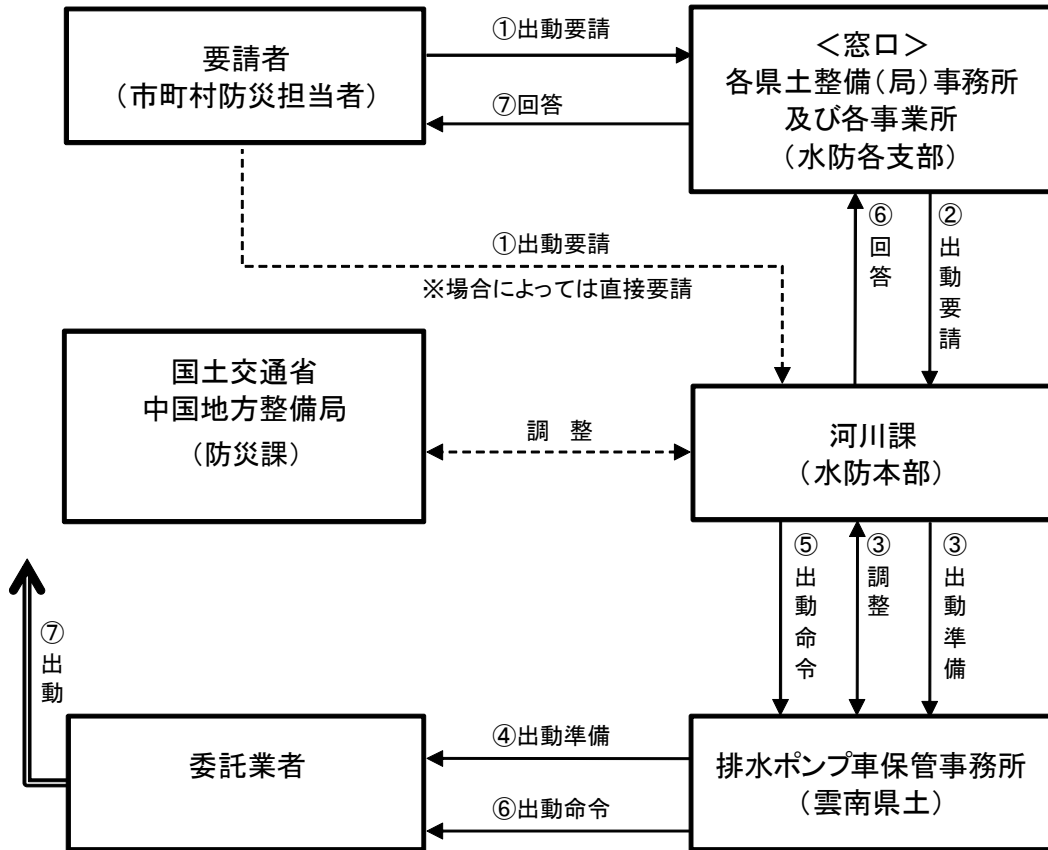 要請者
（市町村防災担当者）
①出動要請
⑦回答
＜窓口＞
各県土整備（局）事務所
及び各事業所
（水防各支部）
①出動要請
※場合によっては直接要請
⑥回答
②出動要請
国土交通省
中国地方整備局
（防災課）
調　整
河川課
（水防本部）
⑤出動命令
③調整
③出動準備
⑦出動
委託業者
④出動準備
⑥出動命令
排水ポンプ車保管事務所
（雲南県土）